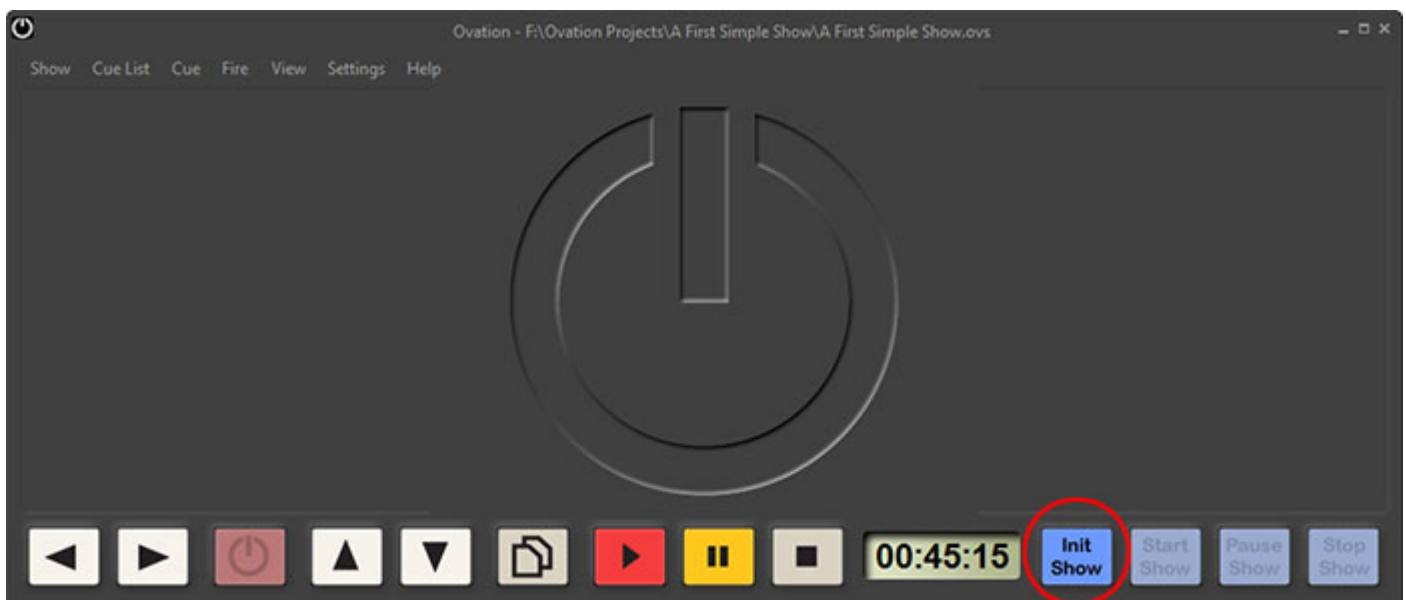 Ovation - F:\Ovation Projects\A First Simple Show\A First Simple Show.ovs
Show Cue List Cue Fire View Settings Help
00:45:15
Init
Show
Start
Show
Pause
Show
Stop
Show